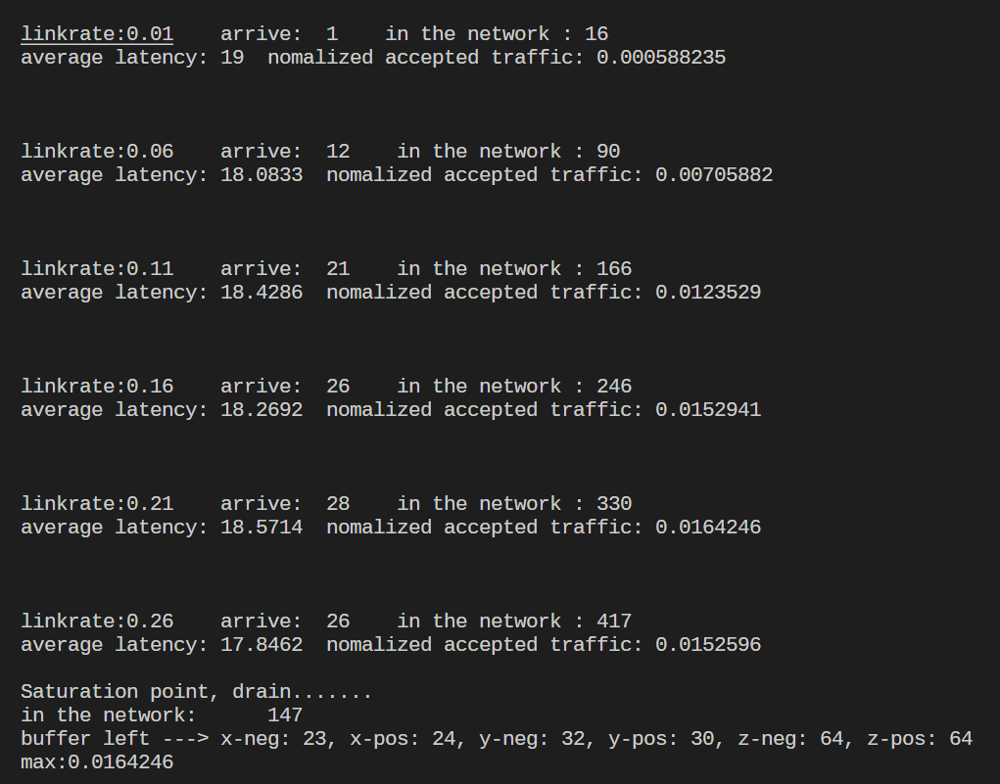 linkrate:0.01    arrive:  1    in the network : 16
average latency: 19  nomalized accepted traffic: 0.000588235
linkrate:0.06    arrive:  12    in the network : 90
average latency: 18.0833  nomalized accepted traffic: 0.00705882
linkrate:0.11    arrive:  21    in the network : 166
average latency: 18.4286  nomalized accepted traffic: 0.0123529
linkrate:0.16    arrive:  26    in the network : 246
average latency: 18.2692  nomalized accepted traffic: 0.0152941
linkrate:0.21    arrive:  28    in the network : 330
average latency: 18.5714  nomalized accepted traffic: 0.0164246
linkrate:0.26    arrive:  26    in the network : 417
average latency: 17.8462  nomalized accepted traffic: 0.0152596
Saturation point, drain.......
in the network:      147
buffer left ---> x-neg: 23, x-pos: 24, y-neg: 32, y-pos: 30, z-neg: 64, z-pos: 64
max:0.0164246